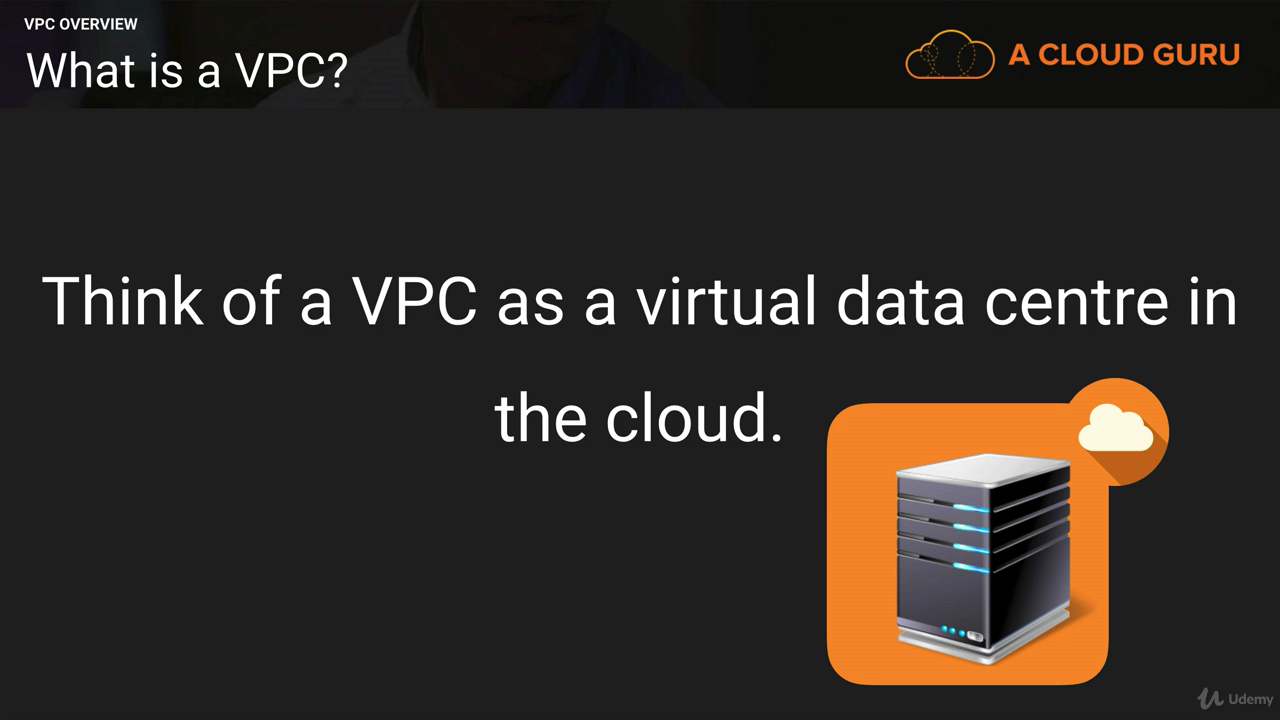 VPC OVERVIEW
What is a VPC?
A CLOUD GURU
Think of a VPC as a virtual data centre in
the cloud.
Udemy